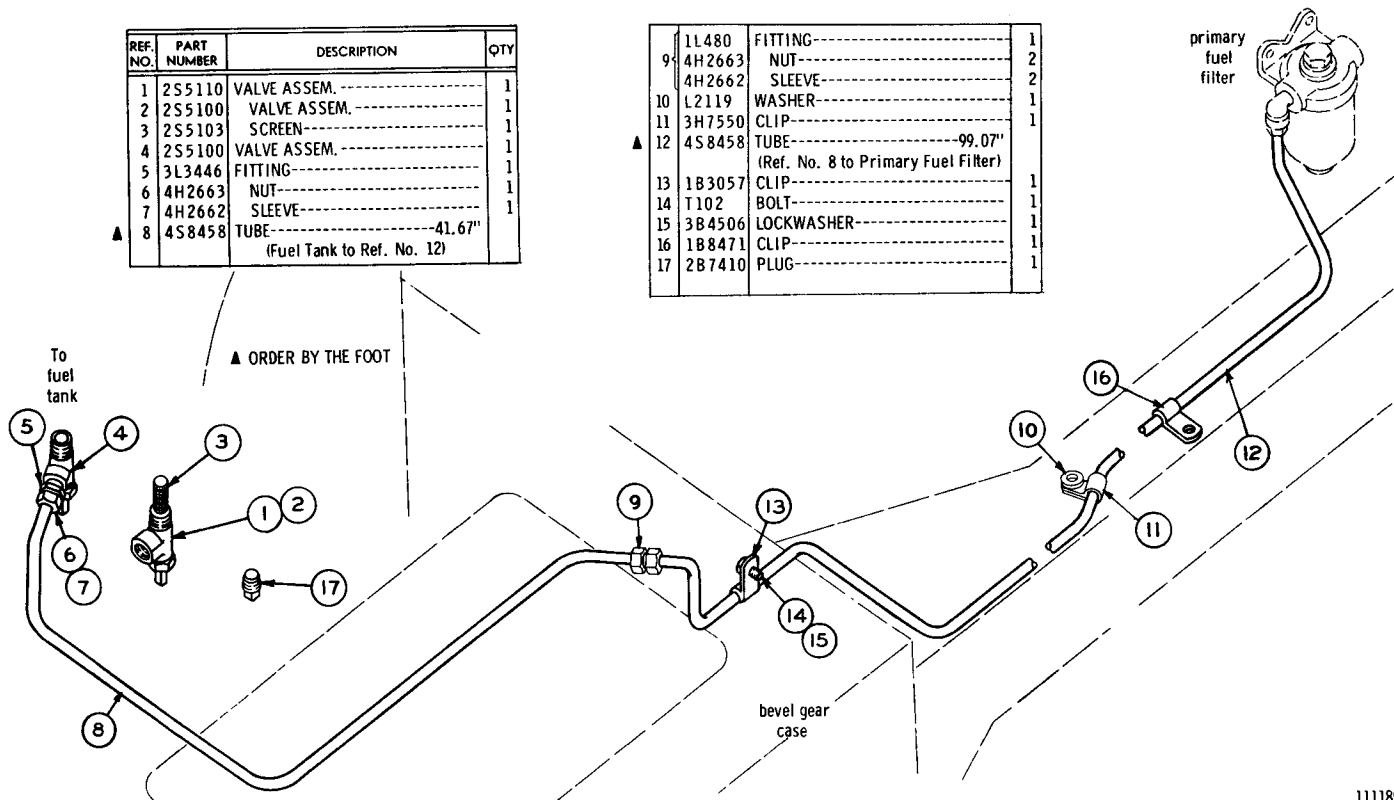 REF. NO. PART NUMBER DESCRIPTION QTY
1 2S5110 VALVE ASSEM. 1
2 2S5100 VALVE ASSEM. 1
3 2S5103 SCREEN 1
4 2S5100 VALVE ASSEM. 1
5 3L3446 FITTING 1
6 4H2663 NUT 1
7 4H2662 SLEEVE 1
▲ 8 4S8458 TUBE 41.67"
(Fuel Tank to Ref. No. 12)
1L480 FITTING 1
9 4H2663 NUT 2
4H2662 SLEEVE 2
10 L2119 WASHER 1
11 3H7550 CLIP 1
▲ 12 4S8458 TUBE 99.07"
(Ref. No. 8 to Primary Fuel Filter)
13 1B3057 CLIP 1
14 T102 BOLT 1
15 3B4506 LOCKWASHER 1
16 1B8471 CLIP 1
17 2B7410 PLUG 1
primary
fuel
filter
▲ ORDER BY THE FOOT
To
fuel
tank
5
4
3
1
2
6
7
17
8
9
13
14
15
10
11
16
12
bevel gear
case
11118